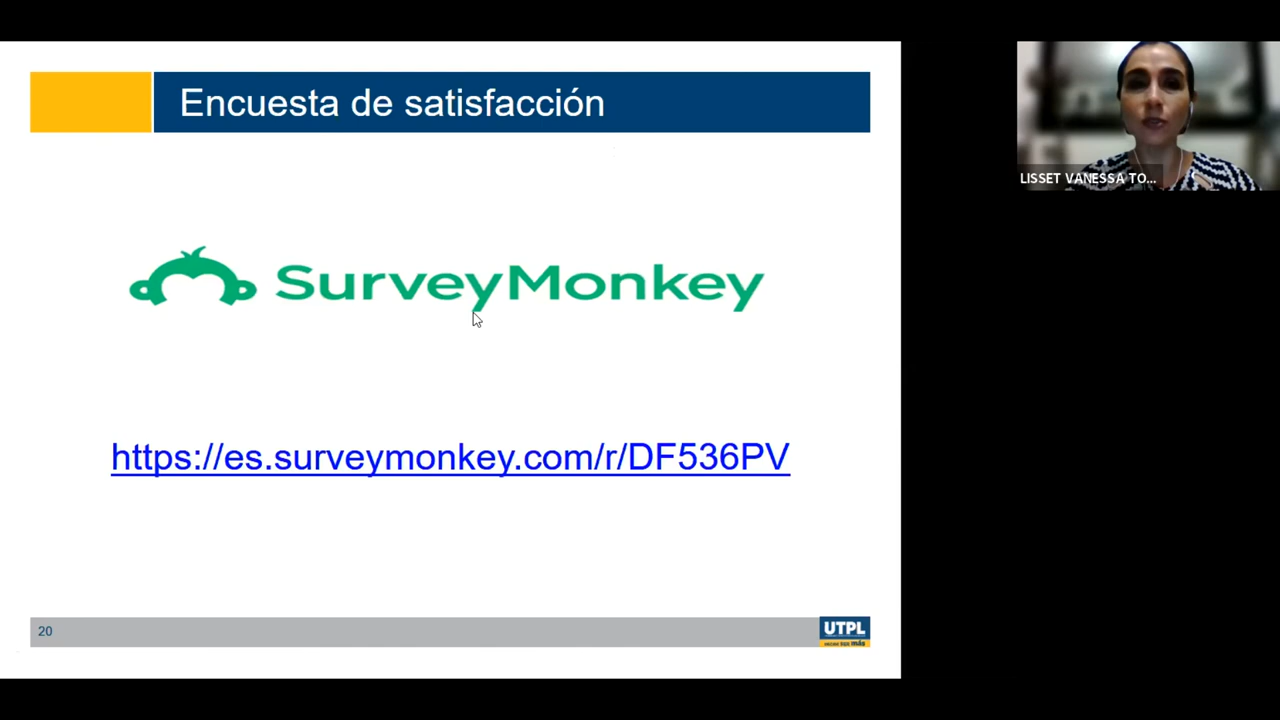 Encuesta de satisfacción
LISSET VANESSA TO...
SurveyMonkey
https://es.surveymonkey.com/r/DF536PV
20
UTPL